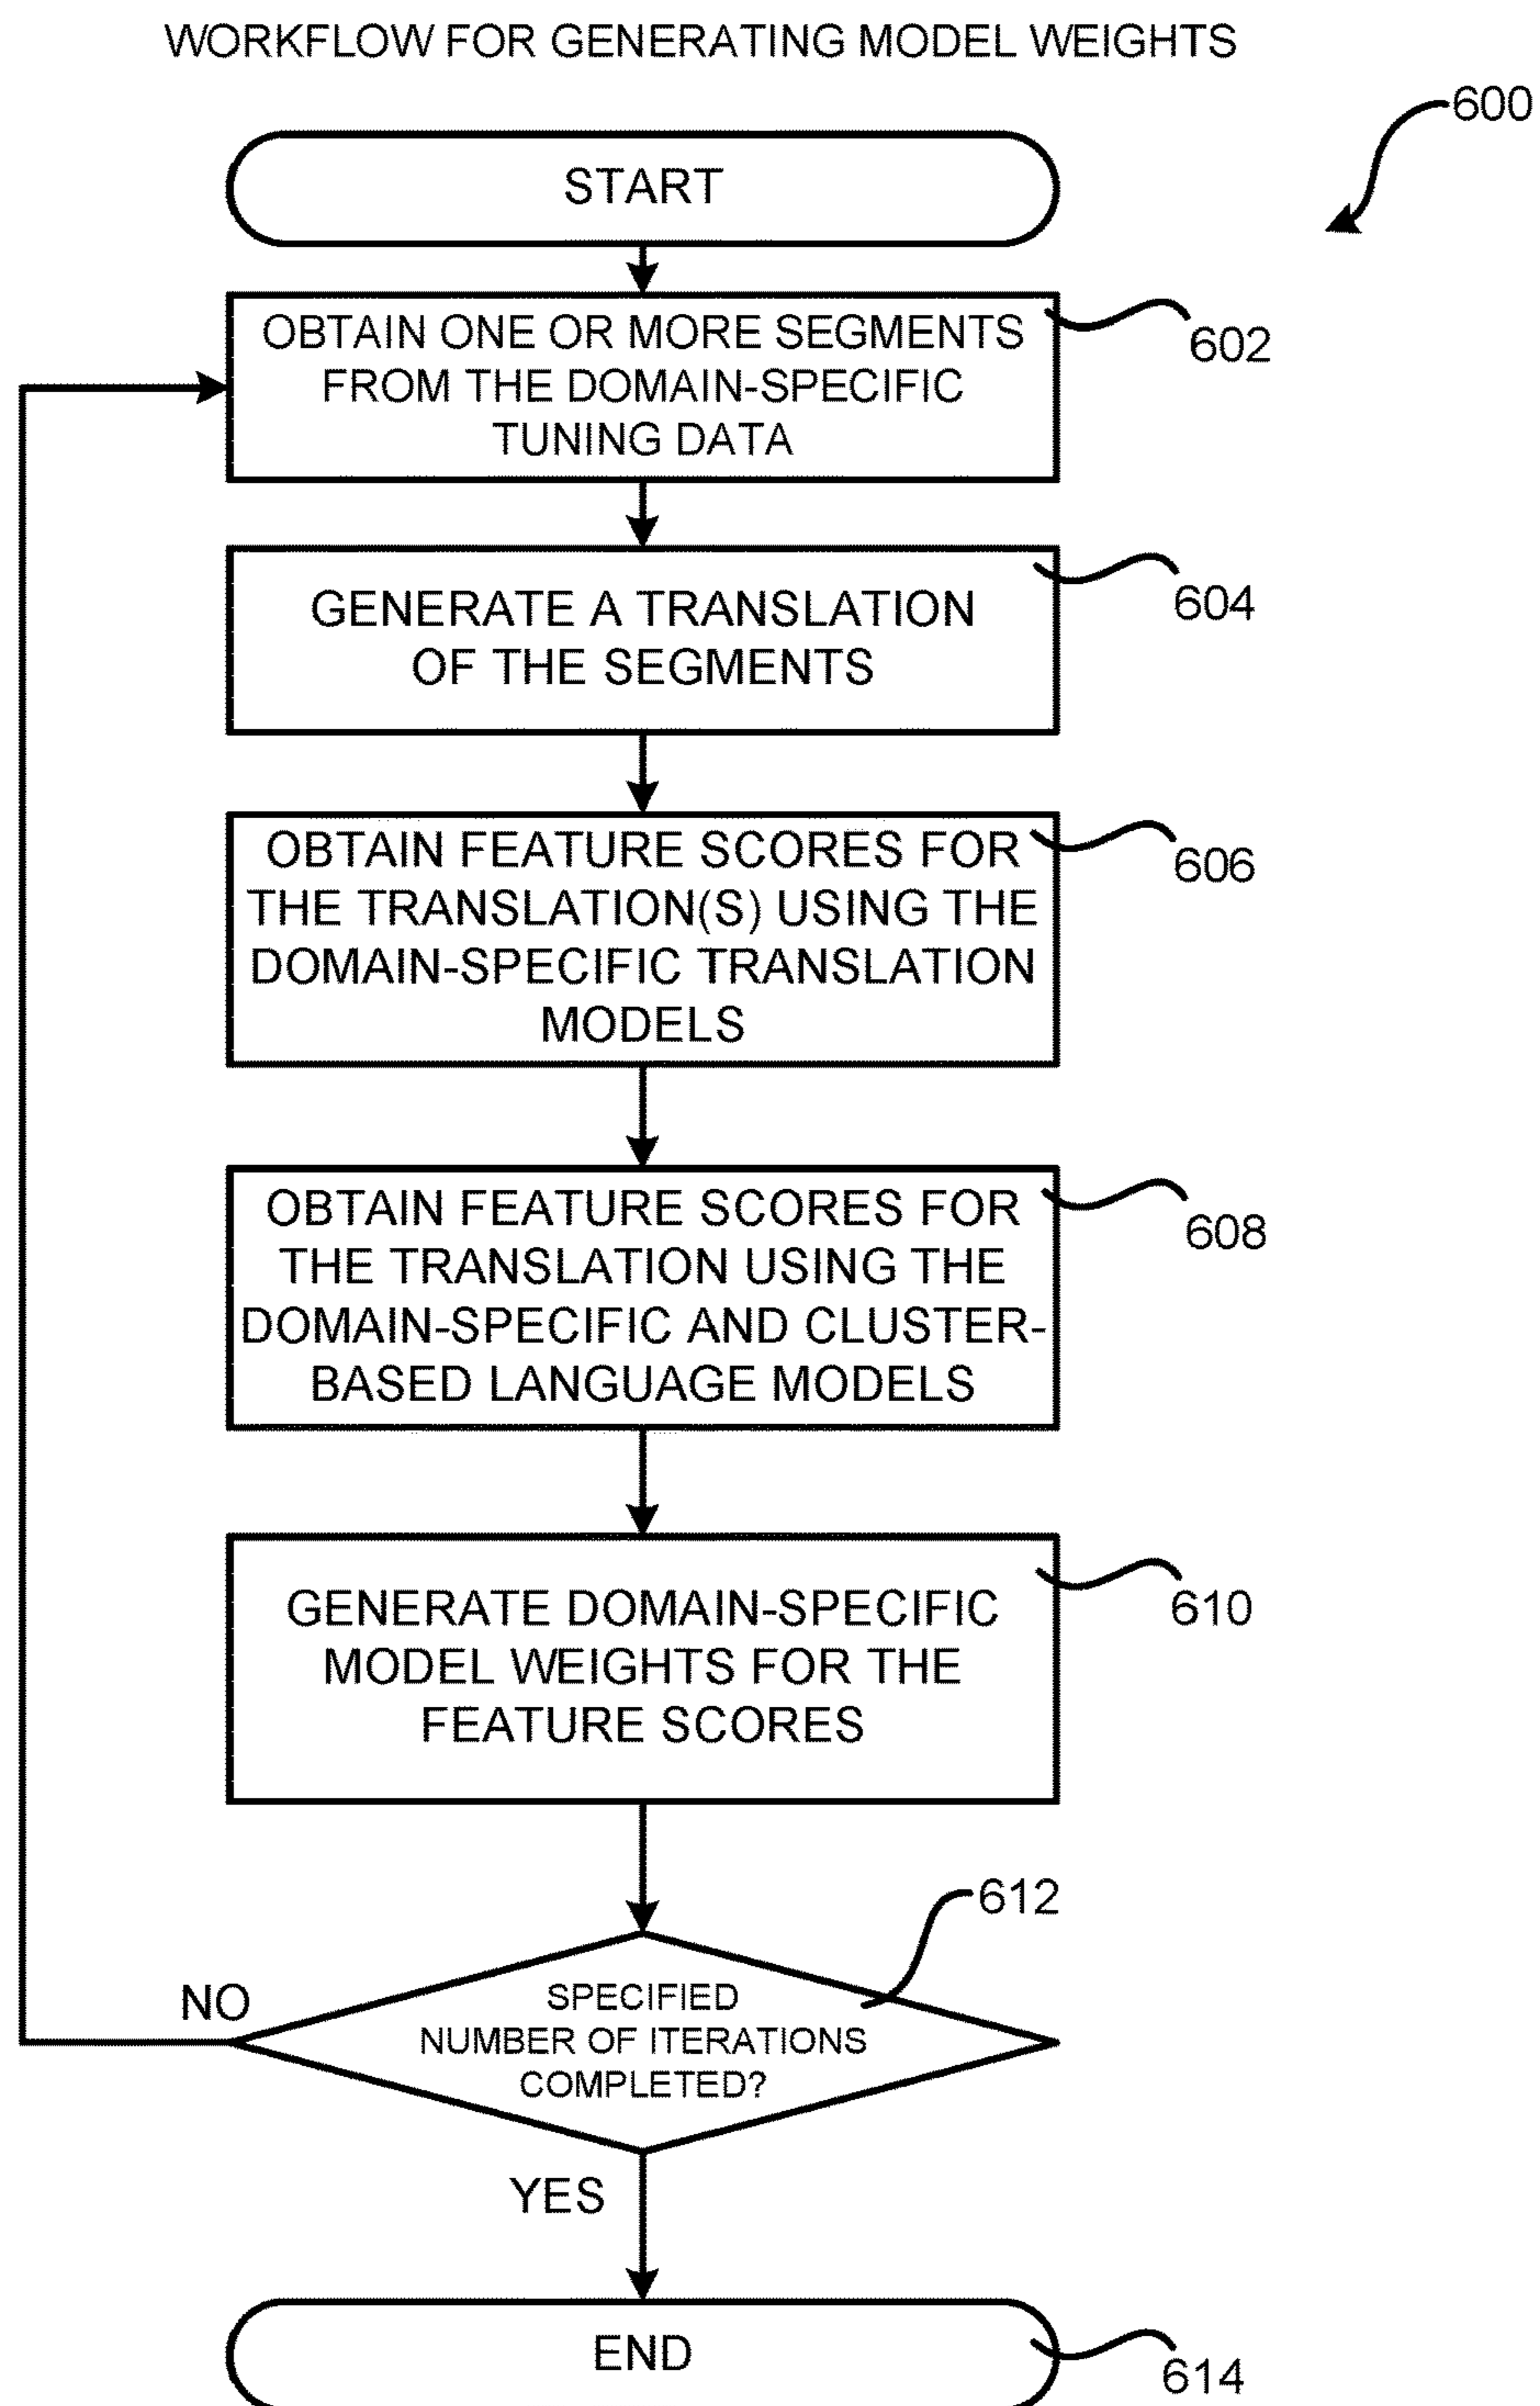 WORKFLOW FOR GENERATING MODEL WEIGHTS
600
START
OBTAIN ONE OR MORE SEGMENTS
FROM THE DOMAIN-SPECIFIC
TUNING DATA
602
GENERATE A TRANSLATION
OF THE SEGMENTS
604
OBTAIN FEATURE SCORES FOR
THE TRANSLATION(S) USING THE
DOMAIN-SPECIFIC TRANSLATION
MODELS
606
OBTAIN FEATURE SCORES FOR
THE TRANSLATION USING THE
DOMAIN-SPECIFIC AND CLUSTER-
BASED LANGUAGE MODELS
608
GENERATE DOMAIN-SPECIFIC
MODEL WEIGHTS FOR THE
FEATURE SCORES
610
612
SPECIFIED
NUMBER OF ITERATIONS
COMPLETED?
NO
YES
END
614